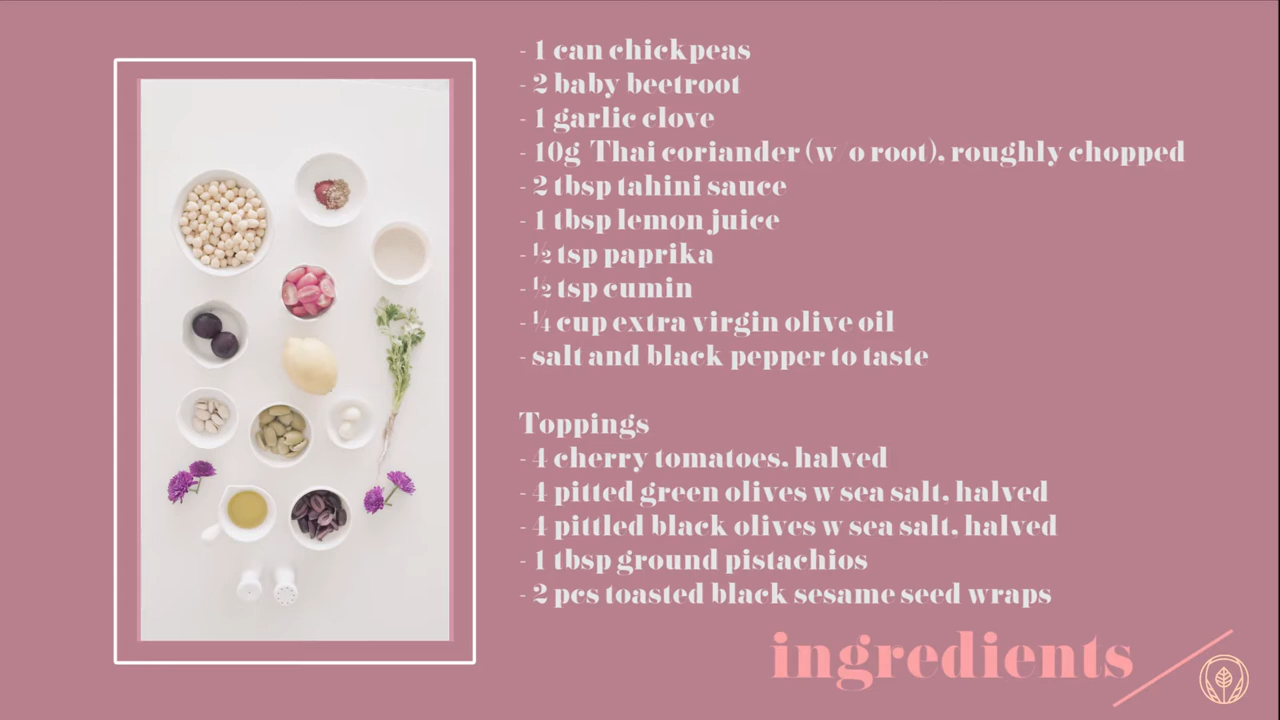 - 1 can chickpeas
- 2 baby beetroot
- 1 garlic clove
- 10g Thai coriander (w/o root), roughly chopped
- 2 tbsp tahini sauce
- 1 tbsp lemon juice
- ½ tsp paprika
- ½ tsp cumin
- ¼ cup extra virgin olive oil
- salt and black pepper to taste
Toppings
- 4 cherry tomatoes, halved
- 4 pitted green olives w sea salt, halved
- 4 pittled black olives w sea salt, halved
- 1 tbsp ground pistachios
- 2 pcs toasted black sesame seed wraps
ingredients